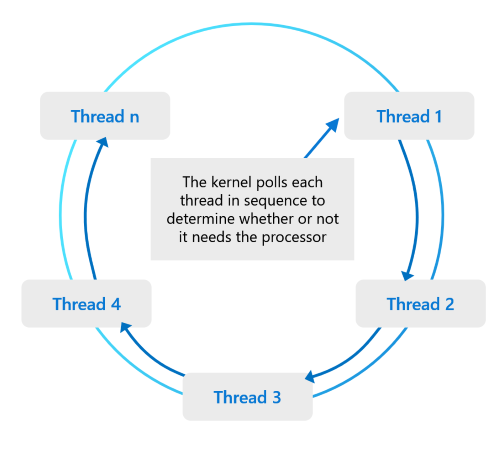 Thread n
Thread 1
The kernel polls each
thread in sequence to
determine whether or not
it needs the processor
Thread 4
Thread 2
Thread 3